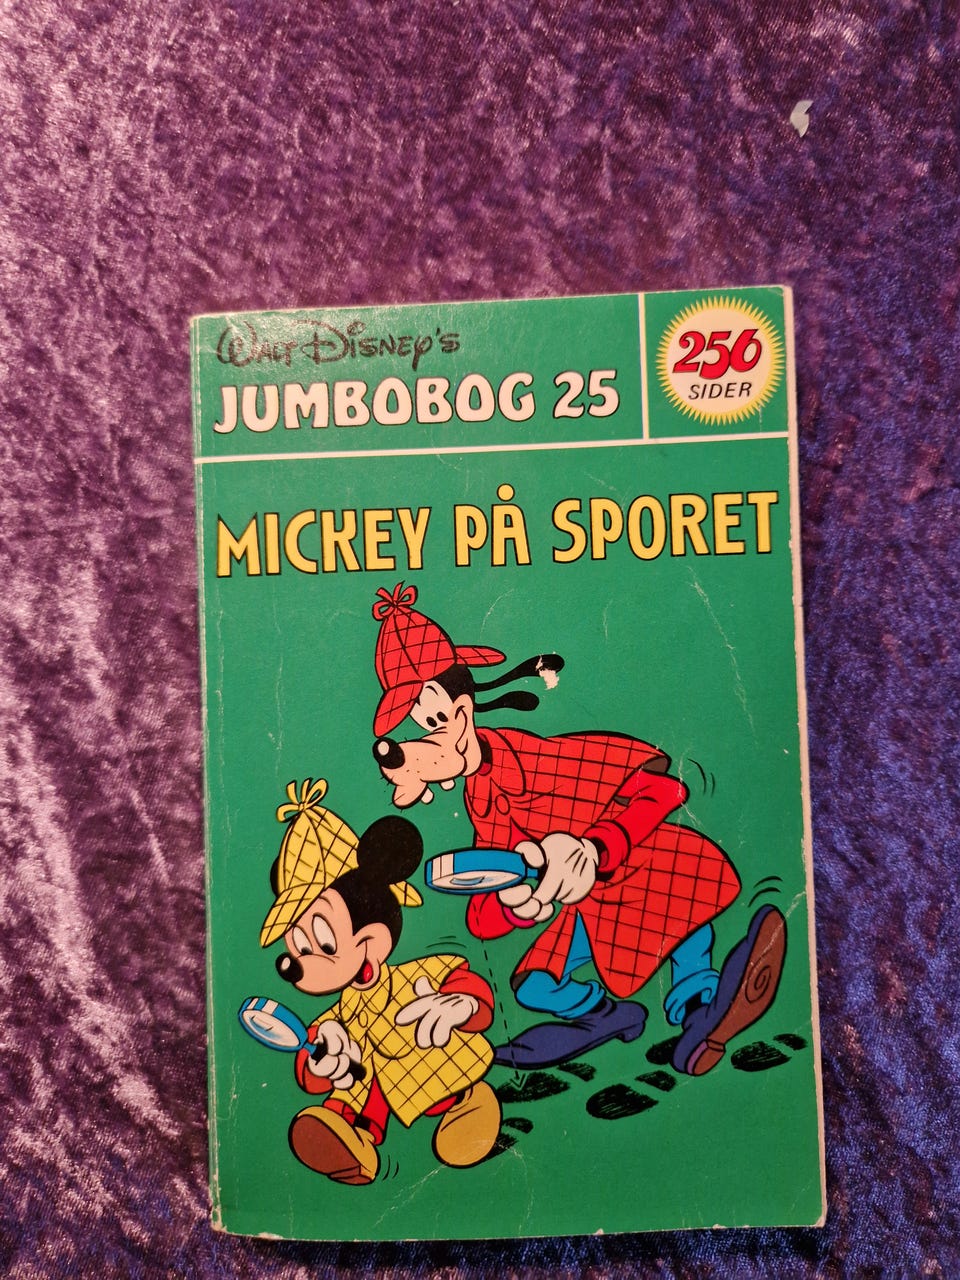 Walt Disney's
JUMBOBOG 25
256
SIDER
MICKEY PÅ SPORET